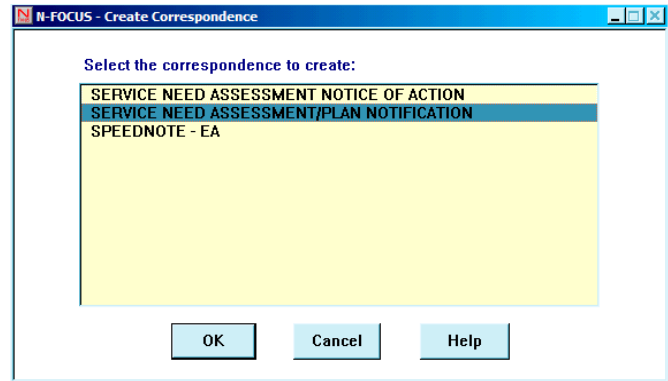 N-FOCUS - Create Correspondence
Select the correspondence to create:
SERVICE NEED ASSESSMENT NOTICE OF ACTION
SERVICE NEED ASSESSMENT/PLAN NOTIFICATION
SPEEDNOTE - EA
OK Cancel Help